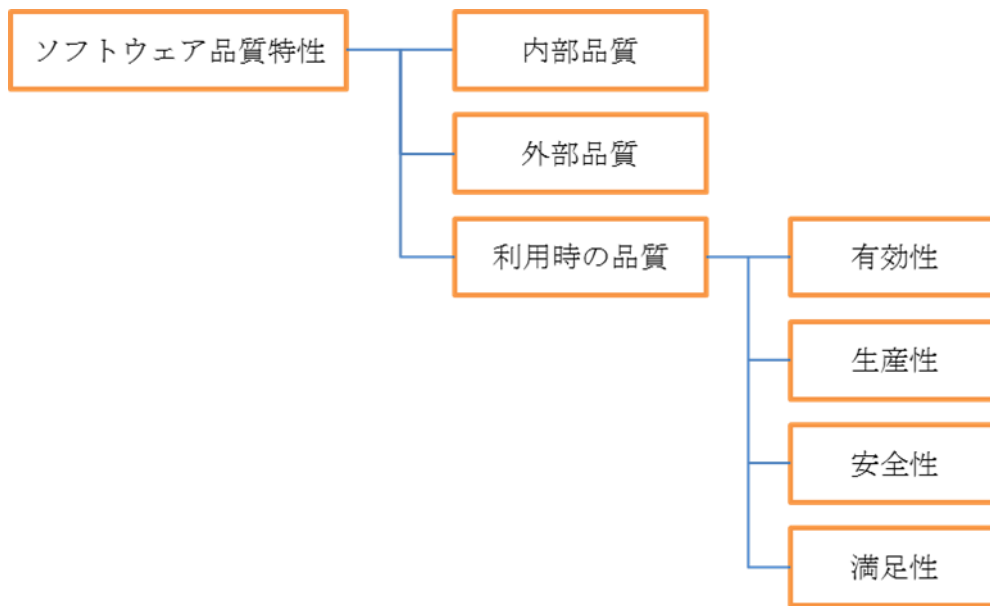 ソフトウェア品質特性
内部品質
外部品質
利用時の品質
有効性
生産性
安全性
満足性